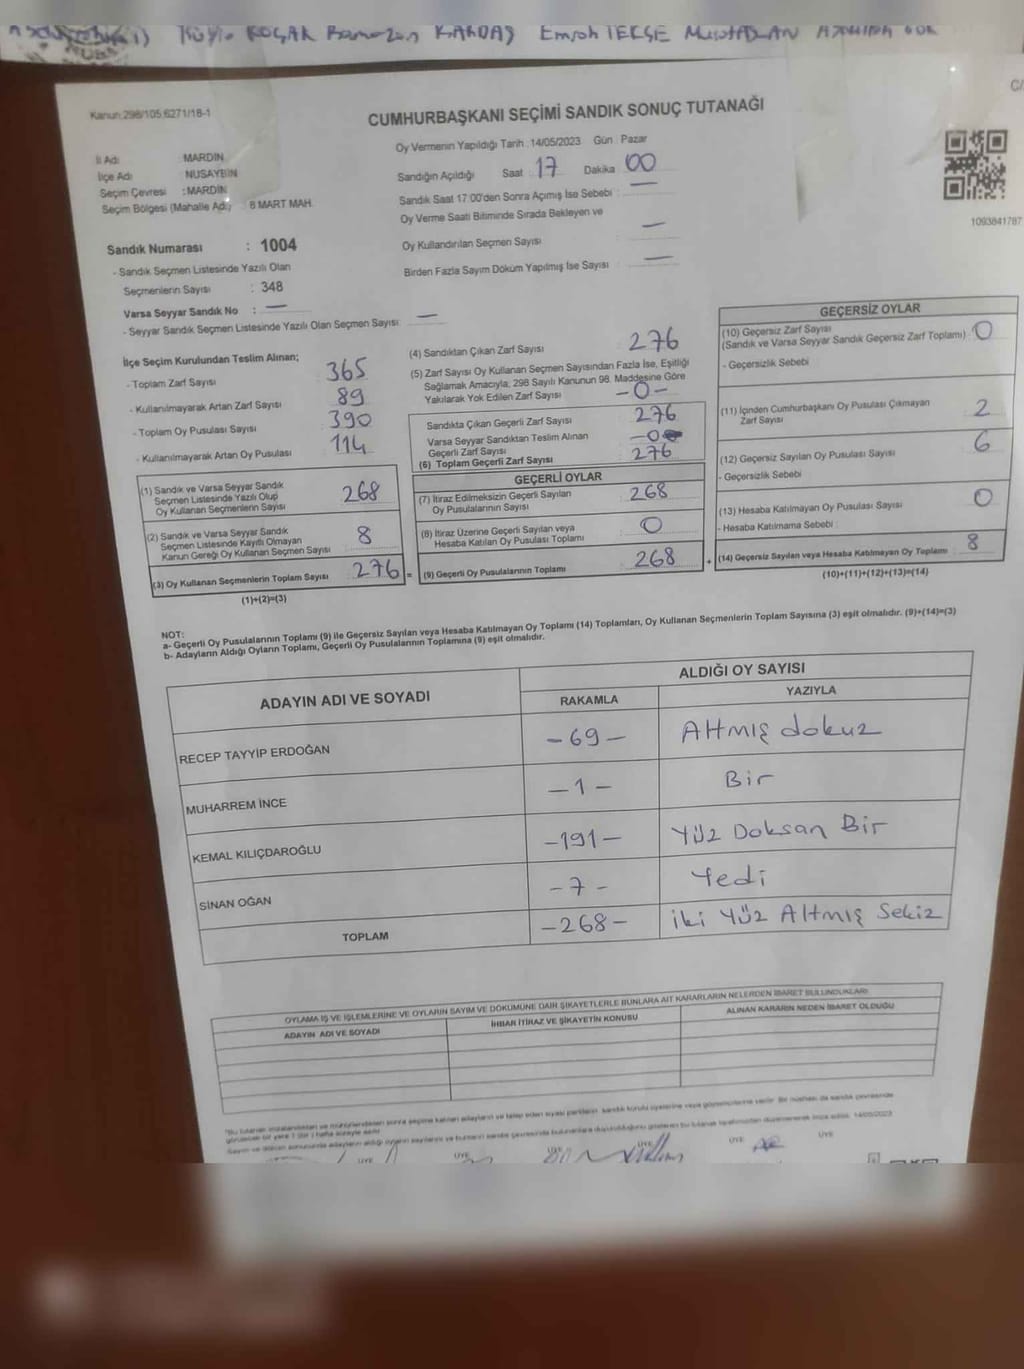 KOÇAR Ramazan KARDAŞ Emrah TEKŞE
Kanun:298/105;6271/18-1
CUMHURBAŞKANI SEÇİMİ SANDIK SONUÇ TUTANAĞI
Oy Vermenin Yapıldığı Tarih : 14/05/2023 Gün : Pazar
İl Adı : MARDİN
İlçe Adı : NUSAYBİN
Seçim Çevresi : MARDİN
Seçim Bölgesi (Mahalle Adı) : 8 MART MAH.
Sandığın Açıldığı Saat : 17 Dakika : 00
Sandık Saat 17:00'den Sonra Açımış İse Sebebi : —
Oy Verme Saati Bitiminde Sırada Bekleyen ve
Oy Kullandırılan Seçmen Sayısı : —
Birden Fazla Sayım Döküm Yapılmış İse Sayısı : —
1093841787
Sandık Numarası : 1004
- Sandık Seçmen Listesinde Yazılı Olan
Seçmenlerin Sayısı : 348
Varsa Seyyar Sandık No : —
- Seyyar Sandık Seçmen Listesinde Yazılı Olan Seçmen Sayısı: —
İlçe Seçim Kurulundan Teslim Alınan;
- Toplam Zarf Sayısı 365
- Kullanılmayarak Artan Zarf Sayısı 89
- Toplam Oy Pusulası Sayısı 390
- Kullanılmayarak Artan Oy Pusulası 114
(1) Sandık ve Varsa Seyyar Sandık
Seçmen Listesinde Yazılı Olup
Oy Kullanan Seçmenlerin Sayısı 268
(2) Sandık ve Varsa Seyyar Sandık
Seçmen Listesinde Kayıtlı Olmayan
Kanun Gereği Oy Kullanan Seçmen Sayısı 8
(3) Oy Kullanan Seçmenlerin Toplam Sayısı 276 =
(1)+(2)=(3)
(4) Sandıktan Çıkan Zarf Sayısı 276
(5) Zarf Sayısı Oy Kullanan Seçmen Sayısından Fazla İse, Eşitliği
Sağlamak Amacıyla, 298 Sayılı Kanunun 98. Maddesine Göre
Yakılarak Yok Edilen Zarf Sayısı -0-
Sandıkta Çıkan Geçerli Zarf Sayısı 276
Varsa Seyyar Sandıktan Teslim Alınan
Geçerli Zarf Sayısı -0
(6) Toplam Geçerli Zarf Sayısı 276
GEÇERLİ OYLAR
(7) İtiraz Edilmeksizin Geçerli Sayılan
Oy Pusulalarının Sayısı 268
(8) İtiraz Üzerine Geçerli Sayılan veya
Hesaba Katılan Oy Pusulası Toplamı 0
(9) Geçerli Oy Pusulalarının Toplamı 268 +
GEÇERSİZ OYLAR
(10) Geçersiz Zarf Sayısı
(Sandık ve Varsa Seyyar Sandık Geçersiz Zarf Toplamı) 0
- Geçersizlik Sebebi
(11) İçinden Cumhurbaşkanı Oy Pusulası Çıkmayan
Zarf Sayısı 2
(12) Geçersiz Sayılan Oy Pusulası Sayısı 6
- Geçersizlik Sebebi
(13) Hesaba Katılmayan Oy Pusulası Sayısı 0
- Hesaba Katılmama Sebebi :
(14) Geçersiz Sayılan veya Hesaba Katılmayan Oy Toplamı 8
(10)+(11)+(12)+(13)=(14)
NOT:
a- Geçerli Oy Pusulalarının Toplamı (9) ile Geçersiz Sayılan veya Hesaba Katılmayan Oy Toplamı (14) Toplamları, Oy Kullanan Seçmenlerin Toplam Sayısına (3) eşit olmalıdır. (9)+(14)=(3)
b- Adayların Aldığı Oyların Toplamı, Geçerli Oy Pusulalarının Toplamına (9) eşit olmalıdır.
ADAYIN ADI VE SOYADI ALDIĞI OY SAYISI
RAKAMLA YAZIYLA
RECEP TAYYİP ERDOĞAN -69- Altmış dokuz
MUHARREM İNCE -1- Bir
KEMAL KILIÇDAROĞLU -191- Yüz Doksan Bir
SİNAN OĞAN -7- Yedi
TOPLAM -268- İki Yüz Altmış Sekiz
OYLAMA İŞ VE İŞLEMLERİNE VE OYLARIN SAYIM VE DÖKÜMÜNE DAİR ŞİKAYETLERLE BUNLARA AİT KARARLARIN NELERDEN İBARET BULUNDUKLARI
ADAYIN ADI VE SOYADI İHBAR İTİRAZ VE ŞİKAYETİN KONUSU ALINAN KARARIN NEDEN İBARET OLDUĞU
ÜYE ÜYE ÜYE ÜYE ÜYE